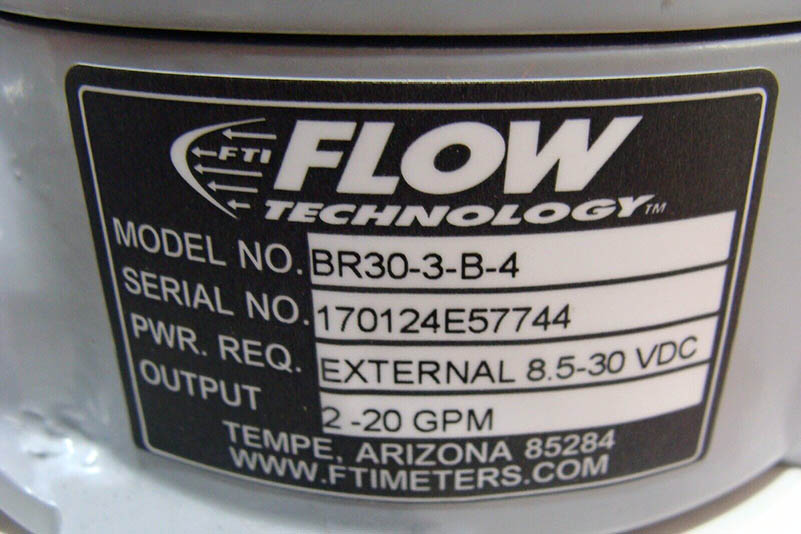 FTI FLOW
TECHNOLOGY™
MODEL NO. BR30-3-B-4
SERIAL NO. 170124E57744
PWR. REQ. EXTERNAL 8.5-30 VDC
OUTPUT 2 -20 GPM
TEMPE, ARIZONA 85284
WWW.FTIMETERS.COM